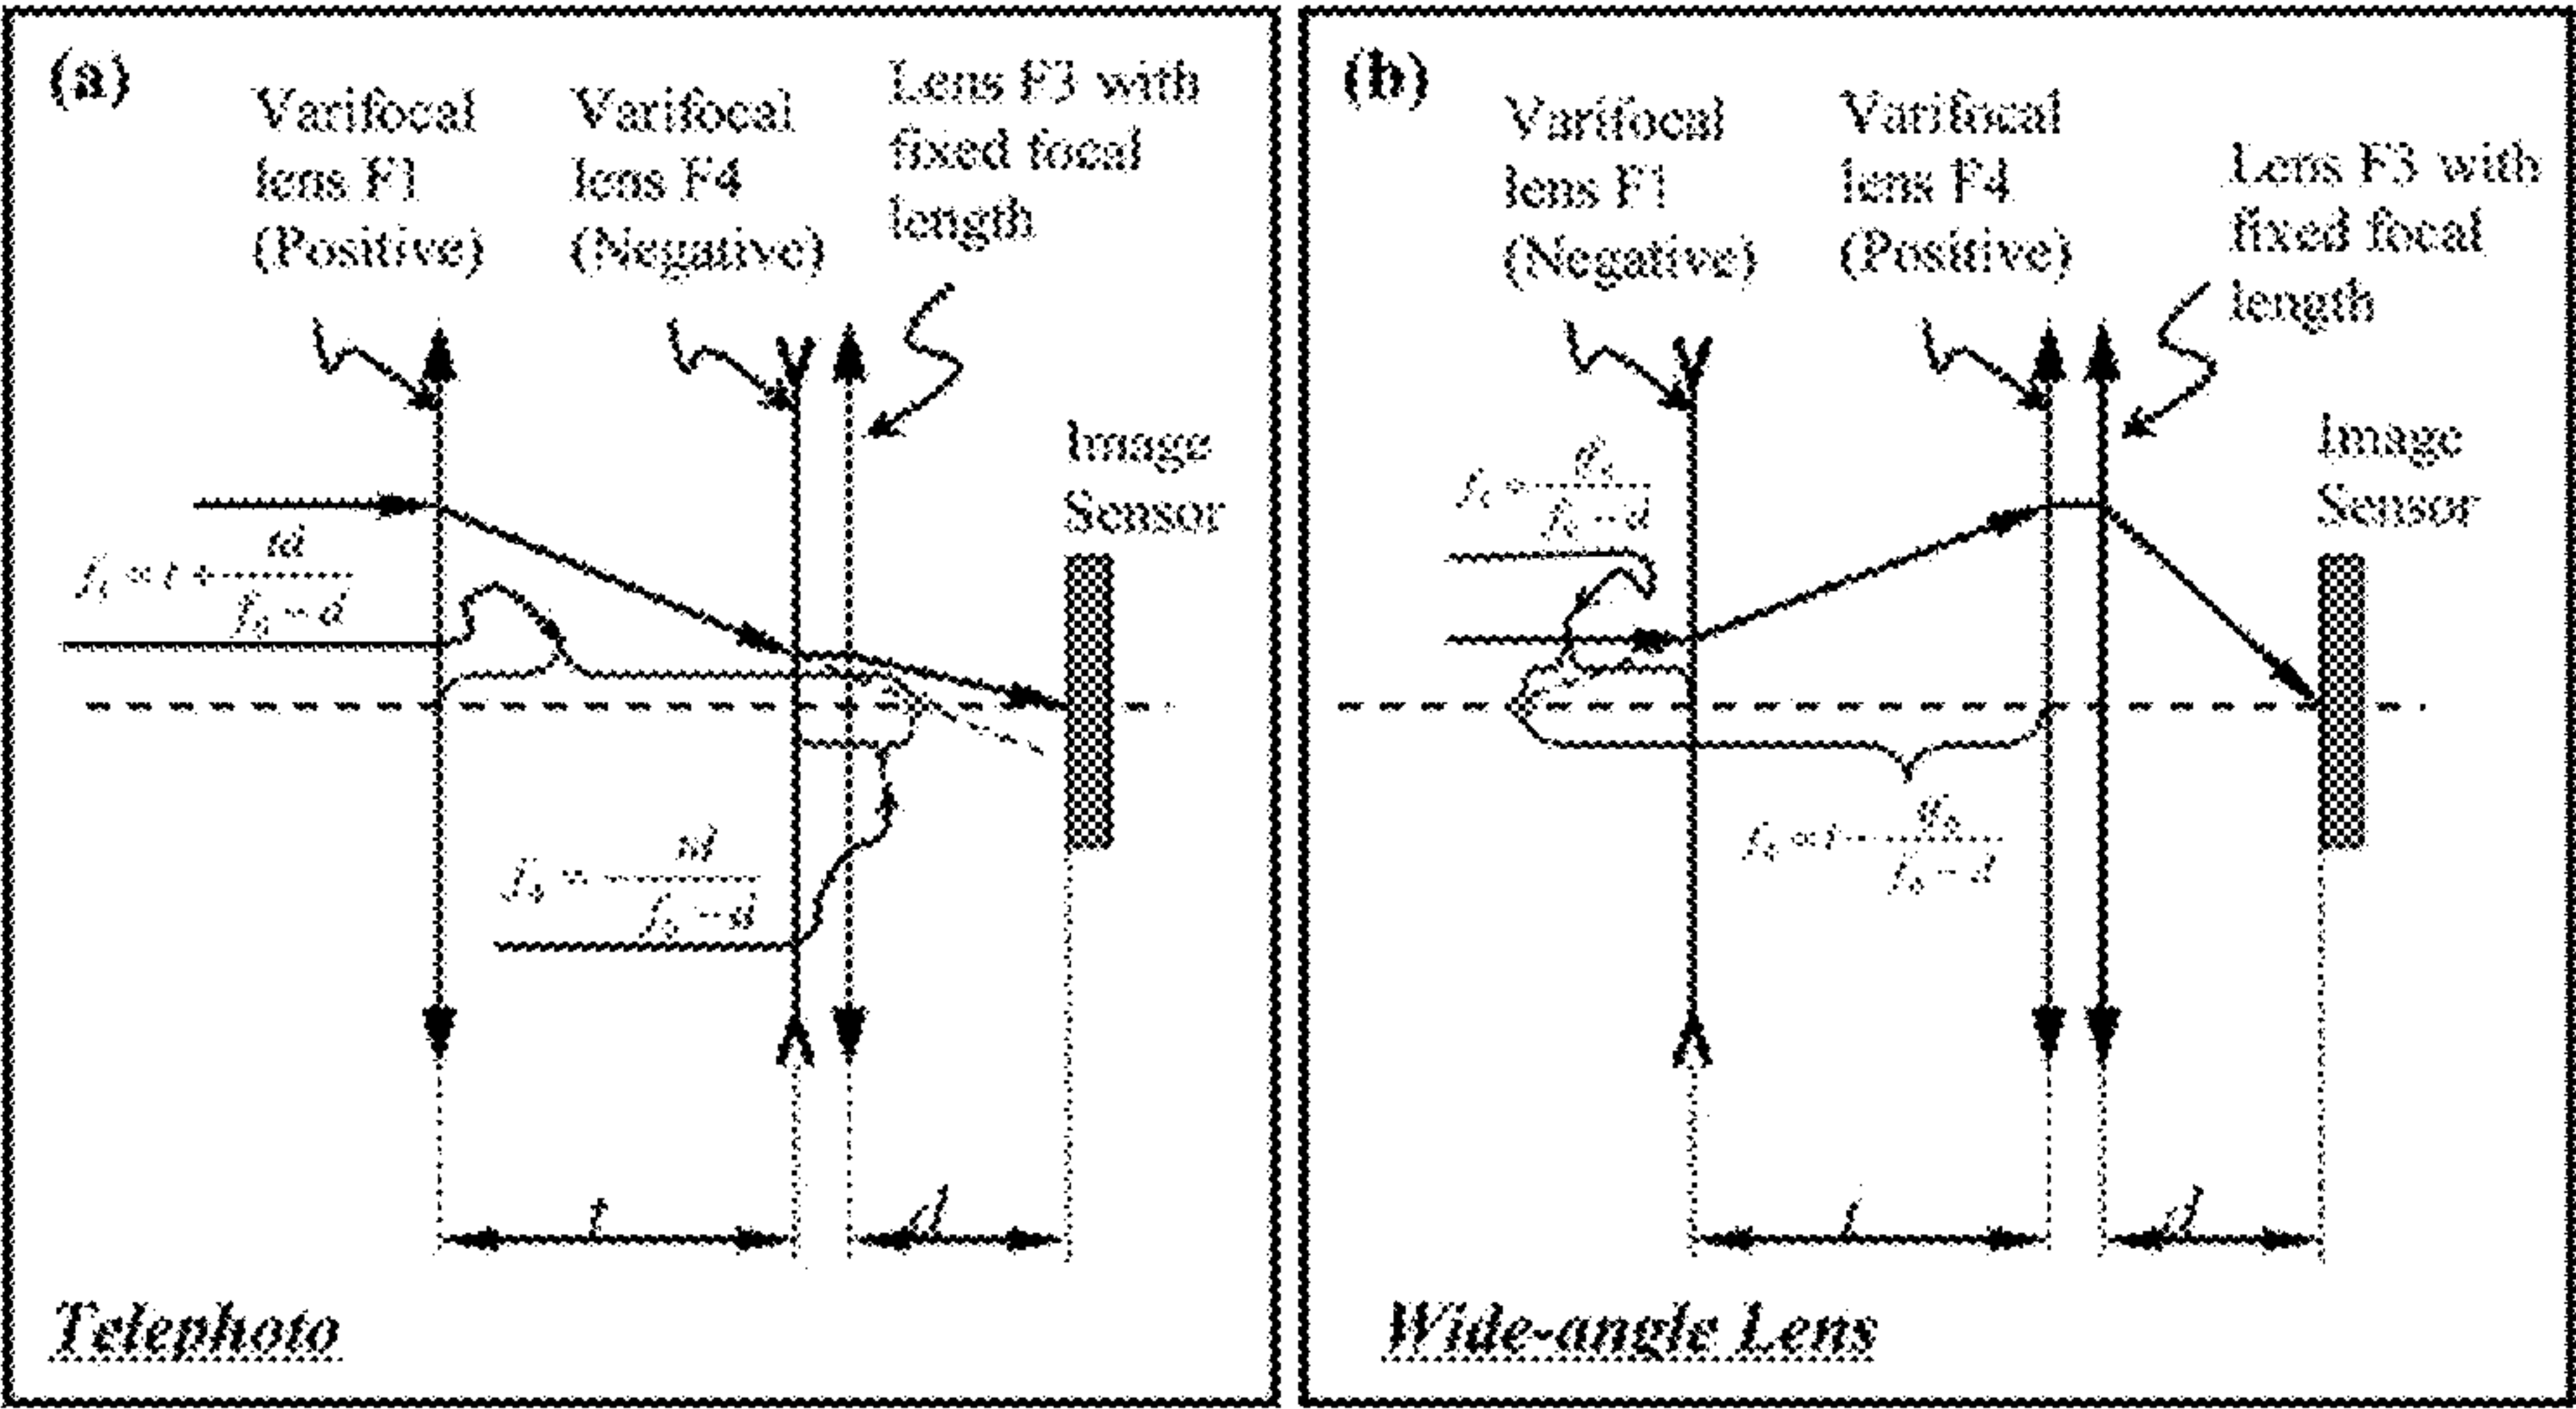 (a)
Varifocal
lens F1
(Positive)
Varifocal
lens F4
(Negative)
Lens F3 with
fixed focal
length
Image
Sensor
t
d
Telephoto
(b)
Varifocal
lens F1
(Negative)
Varifocal
lens F4
(Positive)
Lens F3 with
fixed focal
length
Image
Sensor
t
d
Wide-angle Lens